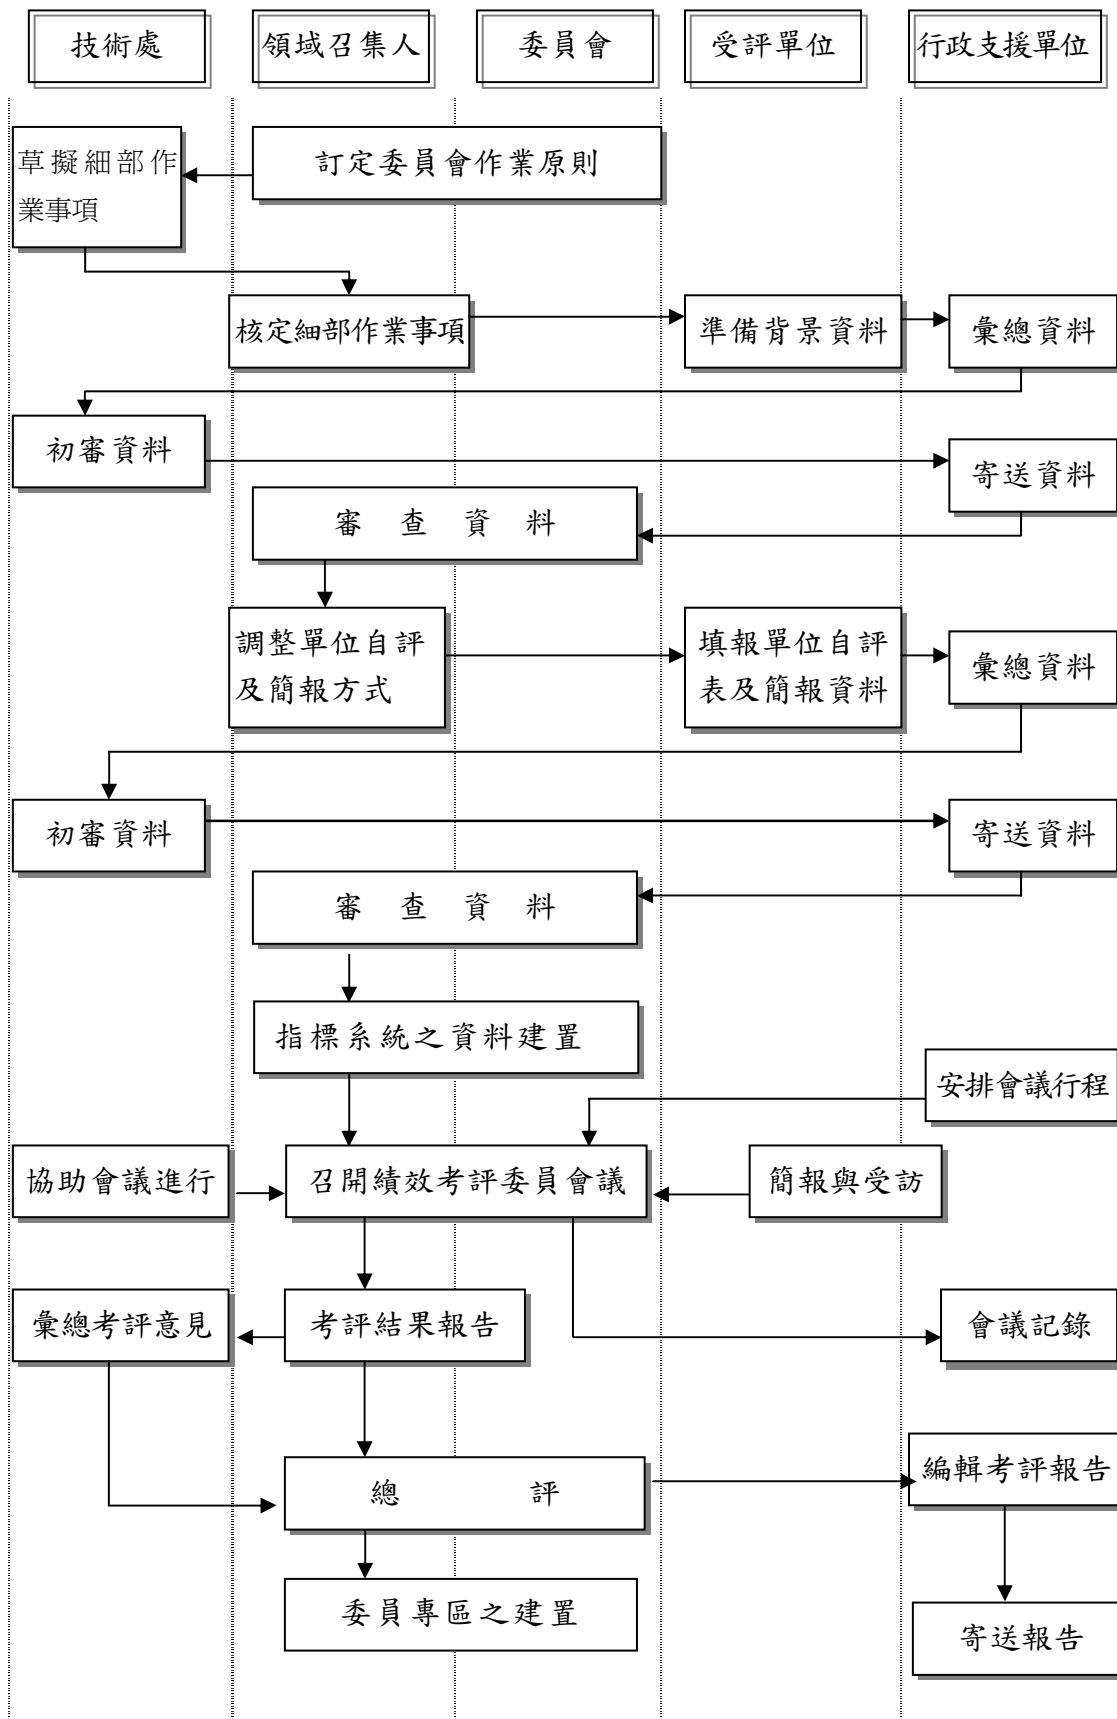 技術處
領域召集人
委員會
受評單位
行政支援單位
草擬細部作
業事項
訂定委員會作業原則
核定細部作業事項
準備背景資料
彙總資料
初審資料
寄送資料
審 查 資 料
調整單位自評
及簡報方式
填報單位自評
表及簡報資料
彙總資料
初審資料
寄送資料
審 查 資 料
指標系統之資料建置
安排會議行程
協助會議進行
召開績效考評委員會議
簡報與受訪
彙總考評意見
考評結果報告
會議記錄
總 評
編輯考評報告
委員專區之建置
寄送報告